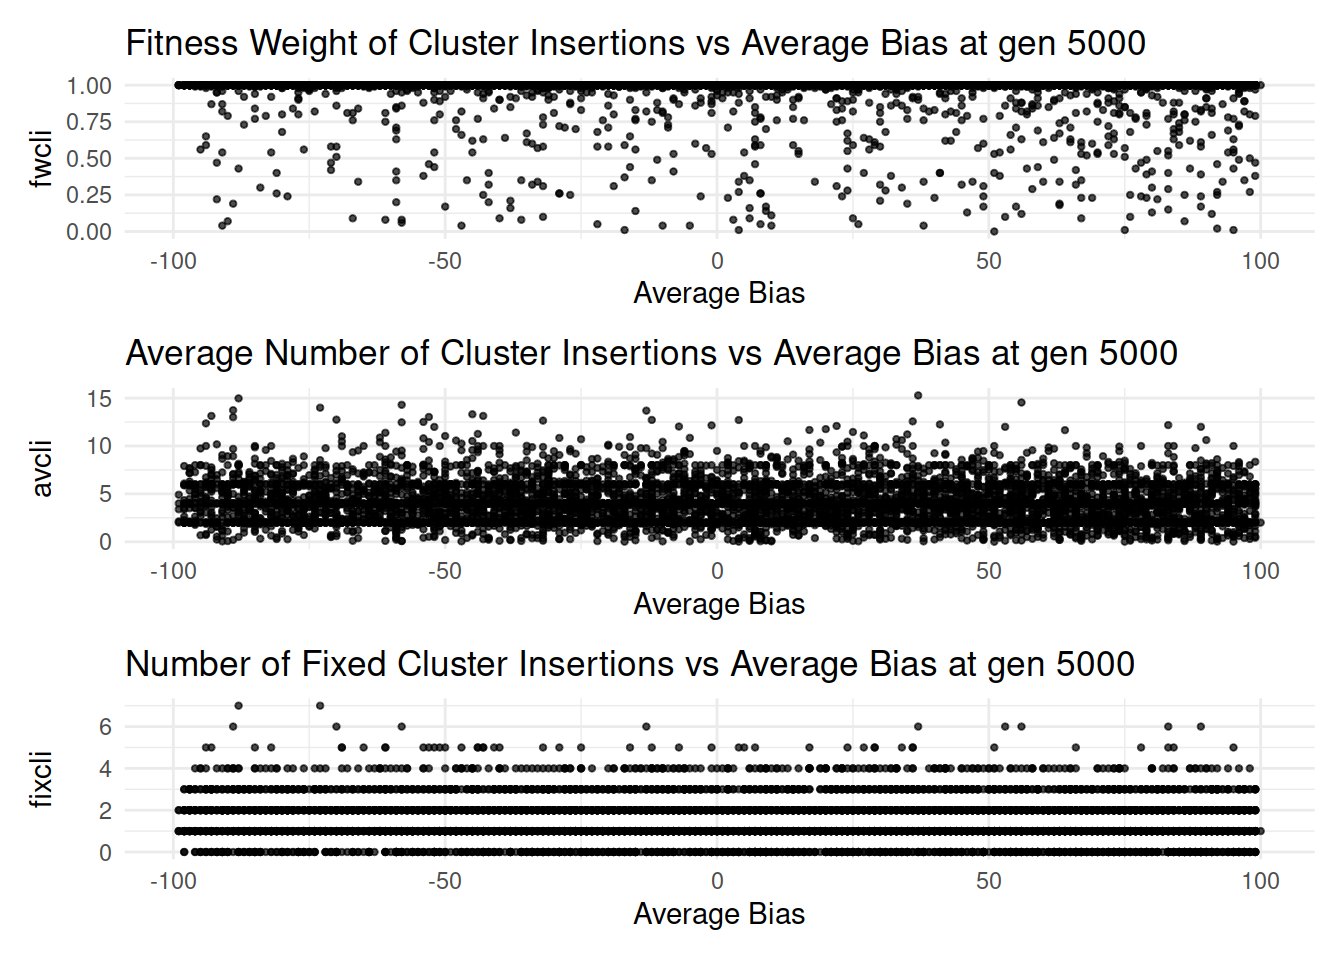 Fitness Weight of Cluster Insertions vs Average Bias at gen 5000
1.00
0.75
0.50
0.25
0.00
fwcli
-100 -50 0 50 100
Average Bias
Average Number of Cluster Insertions vs Average Bias at gen 5000
15
10
5
0
avcli
-100 -50 0 50 100
Average Bias
Number of Fixed Cluster Insertions vs Average Bias at gen 5000
6
4
2
0
fixcli
-100 -50 0 50 100
Average Bias